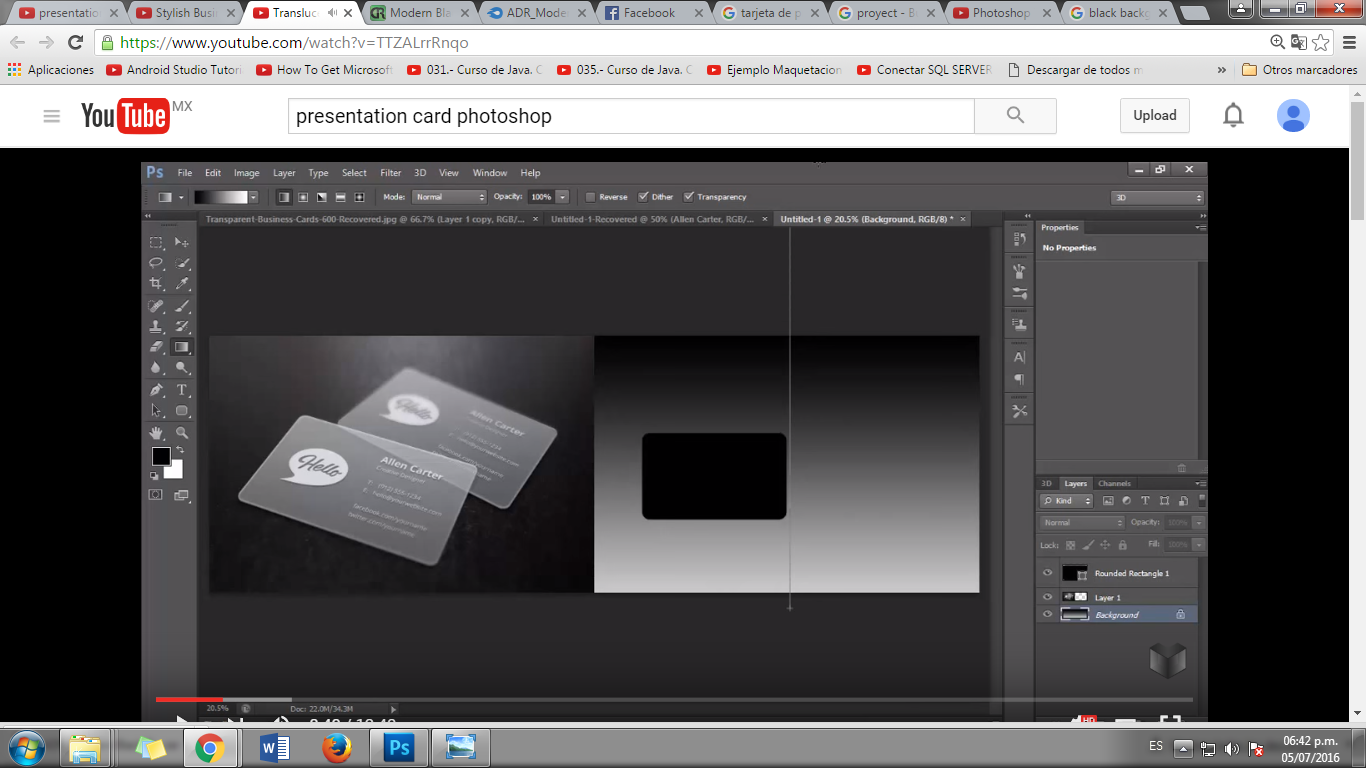 presentatio Stylish Busi Transluc Modern Bla ADR_Mode Facebook tarjeta de p proyect - B Photoshop black backg
https://www.youtube.com/watch?v=TTZALrrRnqo
Aplicaciones Android Studio Tutori How To Get Microsoft 031.- Curso de Java. C 035.- Curso de Java. C Ejemplo Maquetacion Conectar SQL SERVER Descargar de todos m » Otros marcadores
YouTube MX presentation card photoshop Upload
Ps File Edit Image Layer Type Select Filter 3D View Window Help
Mode: Normal Opacity: 100% Reverse Dither Transparency 3D
Transparent-Business-Cards-600-Recovered.jpg @ 66.7% (Layer 1 copy, RGB/... × Untitled-1-Recovered @ 50% (Allen Carter, RGB/... × Untitled-1 @ 20.5% (Background, RGB/8) * ×
Properties
No Properties
Hello
Allen Carter
Hello
Allen Carter
Creative Designer
3D Layers Channels
Kind
Normal Opacity: 100%
Lock: Fill: 100%
Rounded Rectangle 1
Layer 1
Background
20.5% Doc: 22.0M/34.3M
HD
W Ps ES 06:42 p.m.
05/07/2016